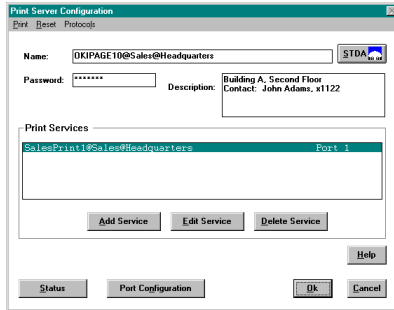 Print Server Configuration
Print Reset Protocols
Name: OKIPAGE10@Sales@Headquarters STDA
Password: *******
Description: Building A, Second Floor
Contact: John Adams, x1122
Print Services
SalesPrint1@Sales@Headquarters Port 1
Add Service Edit Service Delete Service
Help
Status Port Configuration Ok Cancel